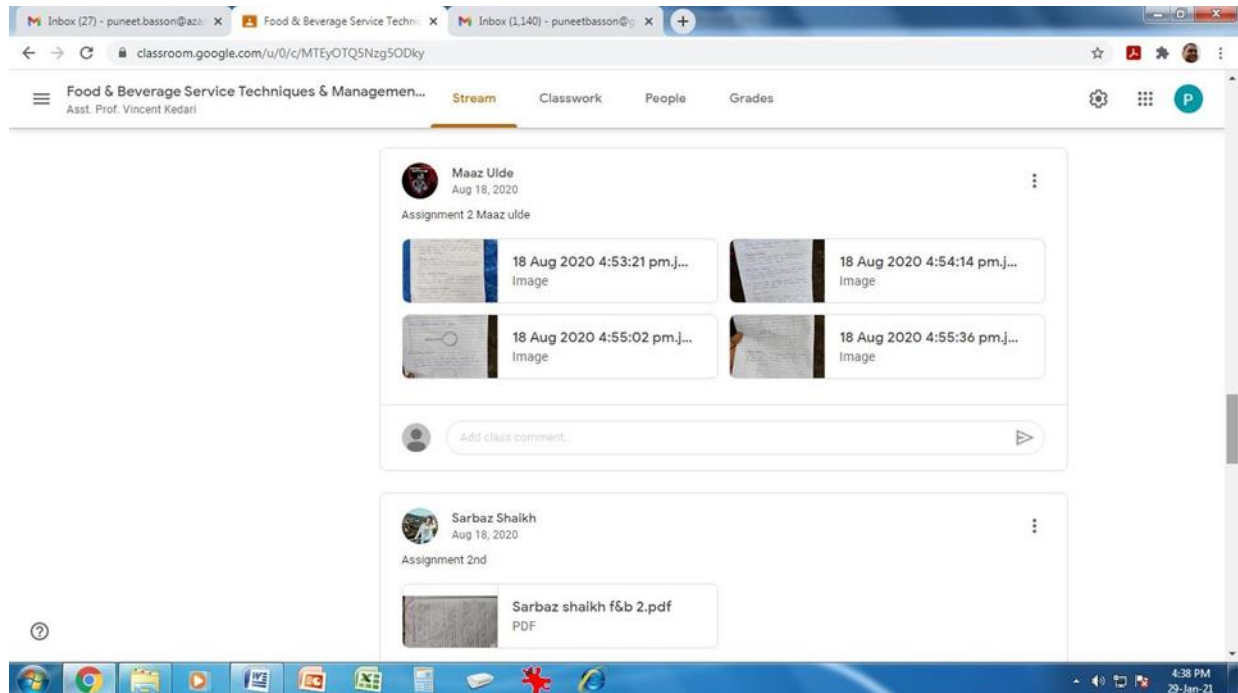 Inbox (27) - puneet.basson@aza
Food & Beverage Service Techni
Inbox (1,140) - puneetbasson@g
classroom.google.com/u/0/c/MTEyOTQ5Nzg5ODky
Food & Beverage Service Techniques & Managemen...
Asst. Prof. Vincent Kedari
Stream Classwork People Grades
P
Maaz Ulde
Aug 18, 2020
Assignment 2 Maaz ulde
18 Aug 2020 4:53:21 pm.j...
Image
18 Aug 2020 4:54:14 pm.j...
Image
18 Aug 2020 4:55:02 pm.j...
Image
18 Aug 2020 4:55:36 pm.j...
Image
Add class comment...
Sarbaz Shaikh
Aug 18, 2020
Assignment 2nd
Sarbaz shaikh f&b 2.pdf
PDF
4:38 PM
29-Jan-21